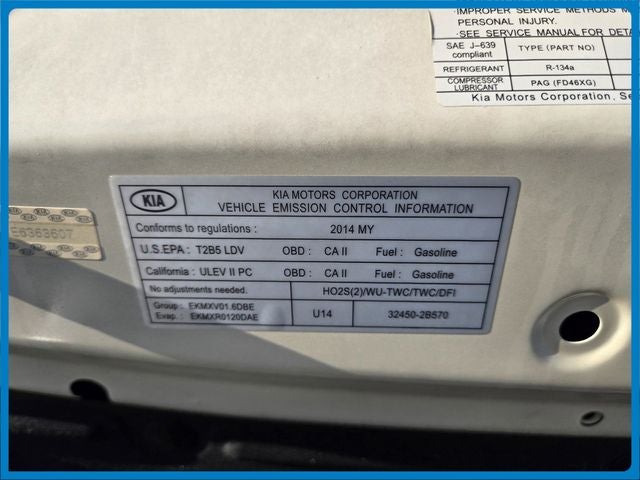 ·IMPROPER SERVICE METHODS M
PERSONAL INJURY.
·SEE SERVICE MANUAL FOR DETA
SAE J-639 compliant TYPE (PART NO)
REFRIGERANT R-134a
COMPRESSOR LUBRICANT PAG (FD46XG)
Kia Motors Corporation, Se
KIA KIA MOTORS CORPORATION
VEHICLE EMISSION CONTROL INFORMATION
Conforms to regulations : 2014 MY
U.S.EPA : T2B5 LDV OBD : CA II Fuel : Gasoline
California : ULEV II PC OBD : CA II Fuel : Gasoline
No adjustments needed. HO2S(2)/WU-TWC/TWC/DFI
Group : EKMXV01.6DBE
Evap. : EKMXR0120DAE U14 32450-2BS70
E6363607